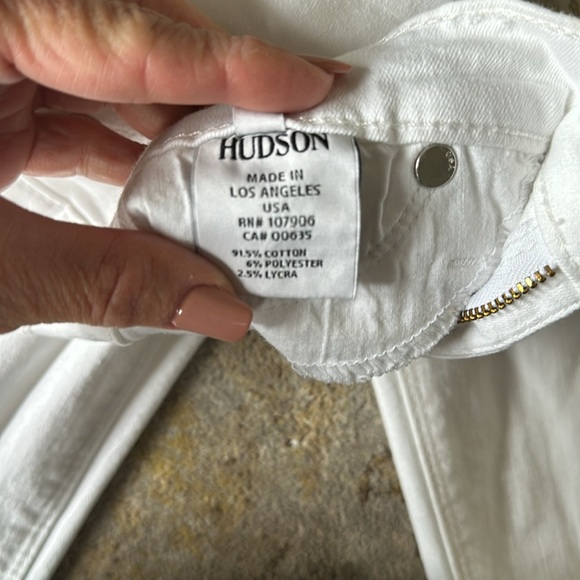 HUDSON
MADE IN
LOS ANGELES
USA
RN# 107906
CA# 00635
91.5% COTTON
6% POLYESTER
2.5% LYCRA